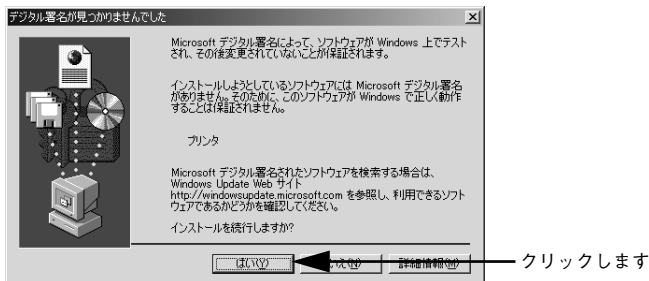 デジタル署名が見つかりませんでした
Microsoft デジタル署名によって、ソフトウェアが Windows 上でテスト
され、その後変更されていないことが保証されます。
インストールしようとしているソフトウェアには Microsoft デジタル署名
がありません。そのために、このソフトウェアが Windows で正しく動作
することは保証されません。
プリンタ
Microsoft デジタル署名されたソフトウェアを検索する場合は、
Windows Update Web サイト
http://windowsupdate.microsoft.com を参照し、利用できるソフト
ウェアであるかどうかを確認してください。
インストールを続行しますか?
はい(Y) いえ(N) 詳細情報(M) クリックします